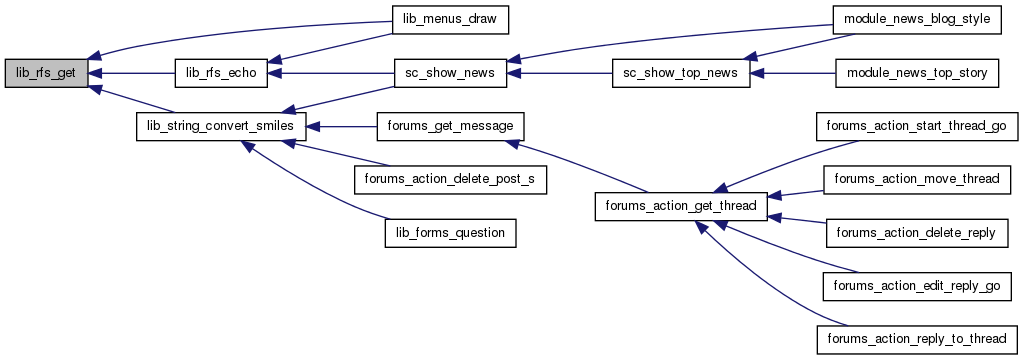 lib_rfs_get
lib_menus_draw
lib_rfs_echo
lib_string_convert_smiles
sc_show_news
forums_get_message
forums_action_delete_post_s
lib_forms_question
sc_show_top_news
forums_action_get_thread
module_news_blog_style
module_news_top_story
forums_action_start_thread_go
forums_action_move_thread
forums_action_delete_reply
forums_action_edit_reply_go
forums_action_reply_to_thread